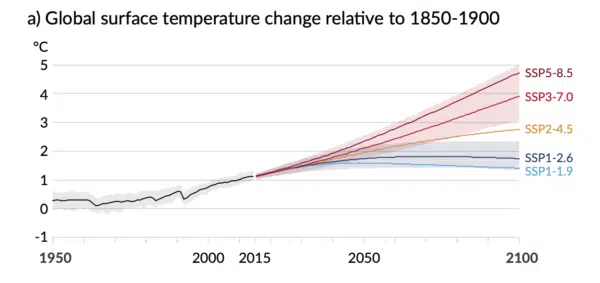 a) Global surface temperature change relative to 1850-1900
°C
5
SSP5-8.5
4
SSP3-7.0
3
SSP2-4.5
2
SSP1-2.6
SSP1-1.9
1
0
-1
1950 2000 2015 2050 2100